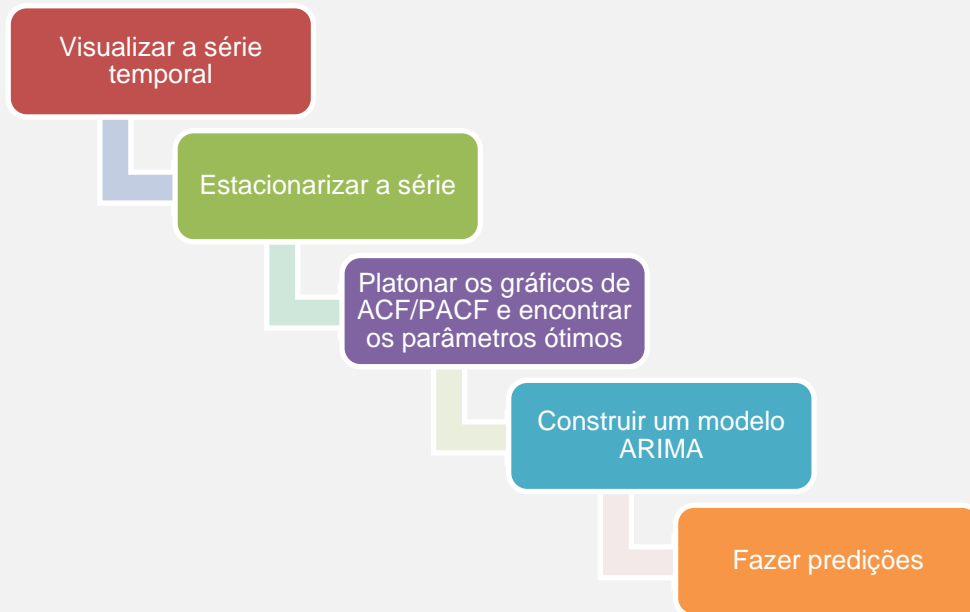 Visualizar a série
temporal
Estacionarizar a série
Platonar os gráficos de
ACF/PACF e encontrar
os parâmetros ótimos
Construir um modelo
ARIMA
Fazer predições